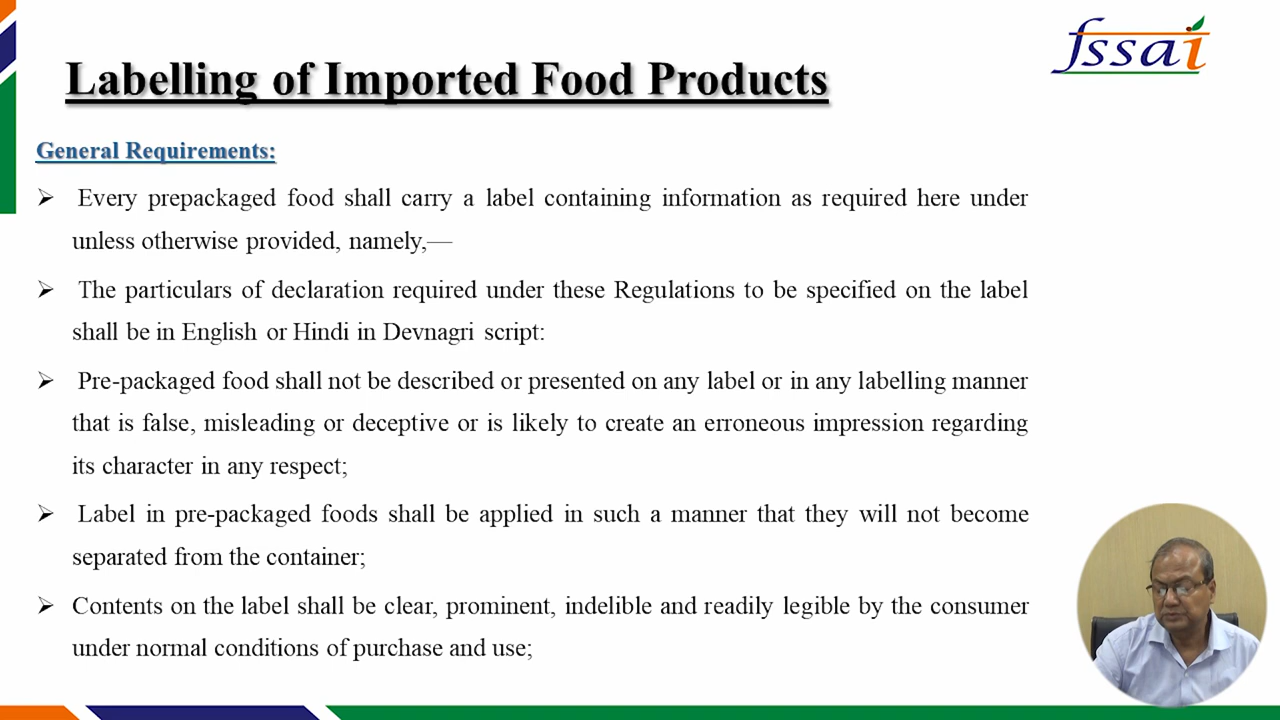 fssai
Labelling of Imported Food Products
General Requirements:
➢ Every prepackaged food shall carry a label containing information as required here under
unless otherwise provided, namely,—
➢ The particulars of declaration required under these Regulations to be specified on the label
shall be in English or Hindi in Devnagri script:
➢ Pre-packaged food shall not be described or presented on any label or in any labelling manner
that is false, misleading or deceptive or is likely to create an erroneous impression regarding
its character in any respect;
➢ Label in pre-packaged foods shall be applied in such a manner that they will not become
separated from the container;
➢ Contents on the label shall be clear, prominent, indelible and readily legible by the consumer
under normal conditions of purchase and use;